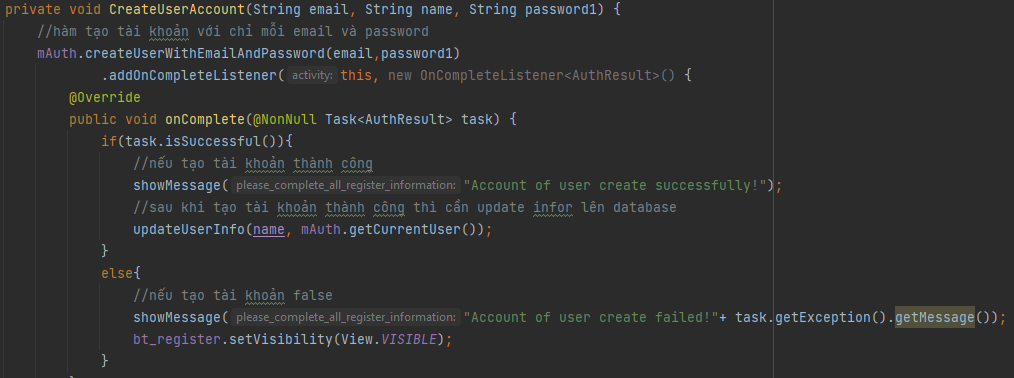 private void CreateUserAccount(String email, String name, String password1) {
//hàm tạo tài khoản với chỉ mỗi email và password
mAuth.createUserWithEmailAndPassword(email,password1)
.addOnCompleteListener( activity: this, new OnCompleteListener<AuthResult>() {
@Override
public void onComplete(@NonNull Task<AuthResult> task) {
if(task.isSuccessful()){
//nếu tạo tài khoản thành công
showMessage( please_complete_all_register_information: "Account of user create successfully!");
//sau khi tạo tài khoản thành công thì cần update infor lên database
updateUserInfo(name, mAuth.getCurrentUser());
}
else{
//nếu tạo tài khoản false
showMessage( please_complete_all_register_information: "Account of user create failed!"+ task.getException().getMessage());
bt_register.setVisibility(View.VISIBLE);
}
}